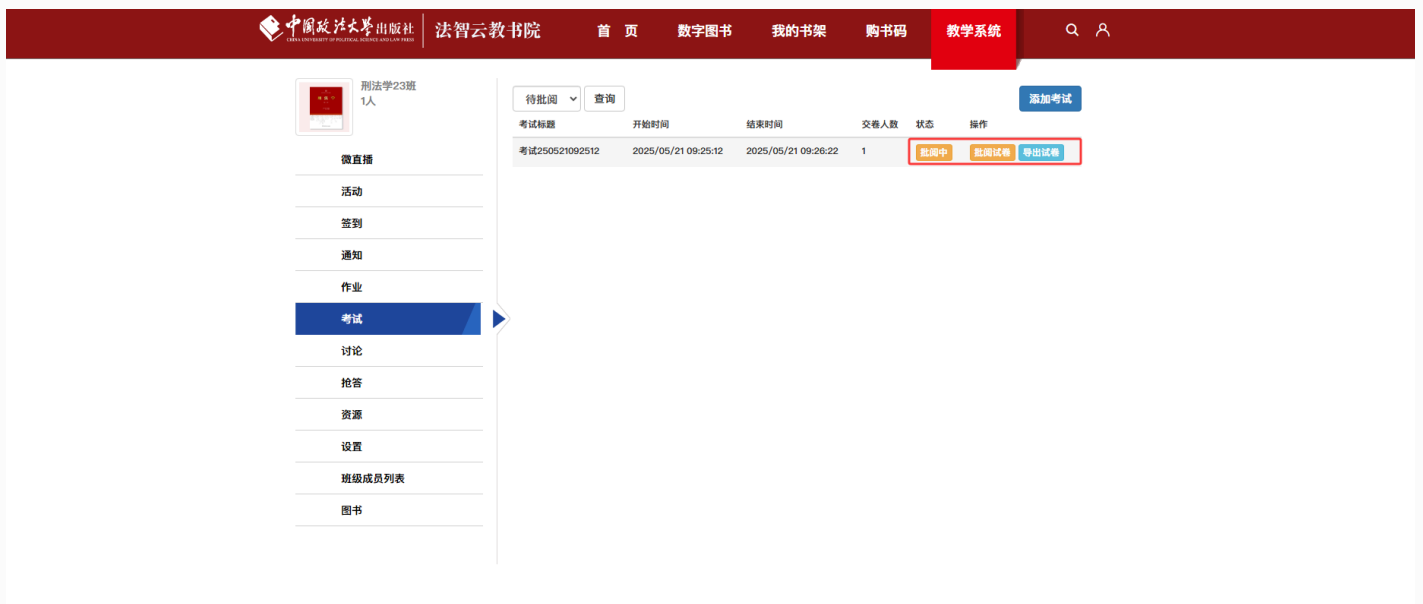 中国政法大学出版社 法智云教书院 首 页 数字图书 我的书架 购书码 教学系统
CHINA UNIVERSITY OF POLITICAL SCIENCE AND LAW PRESS
刑法学23班
1人
微直播
活动
签到
通知
作业
考试
讨论
抢答
资源
设置
班级成员列表
图书
待批阅 查询 添加考试
考试标题 开始时间 结束时间 交卷人数 状态 操作
考试250521092512 2025/05/21 09:25:12 2025/05/21 09:26:22 1 批阅中 批阅试卷 导出试卷